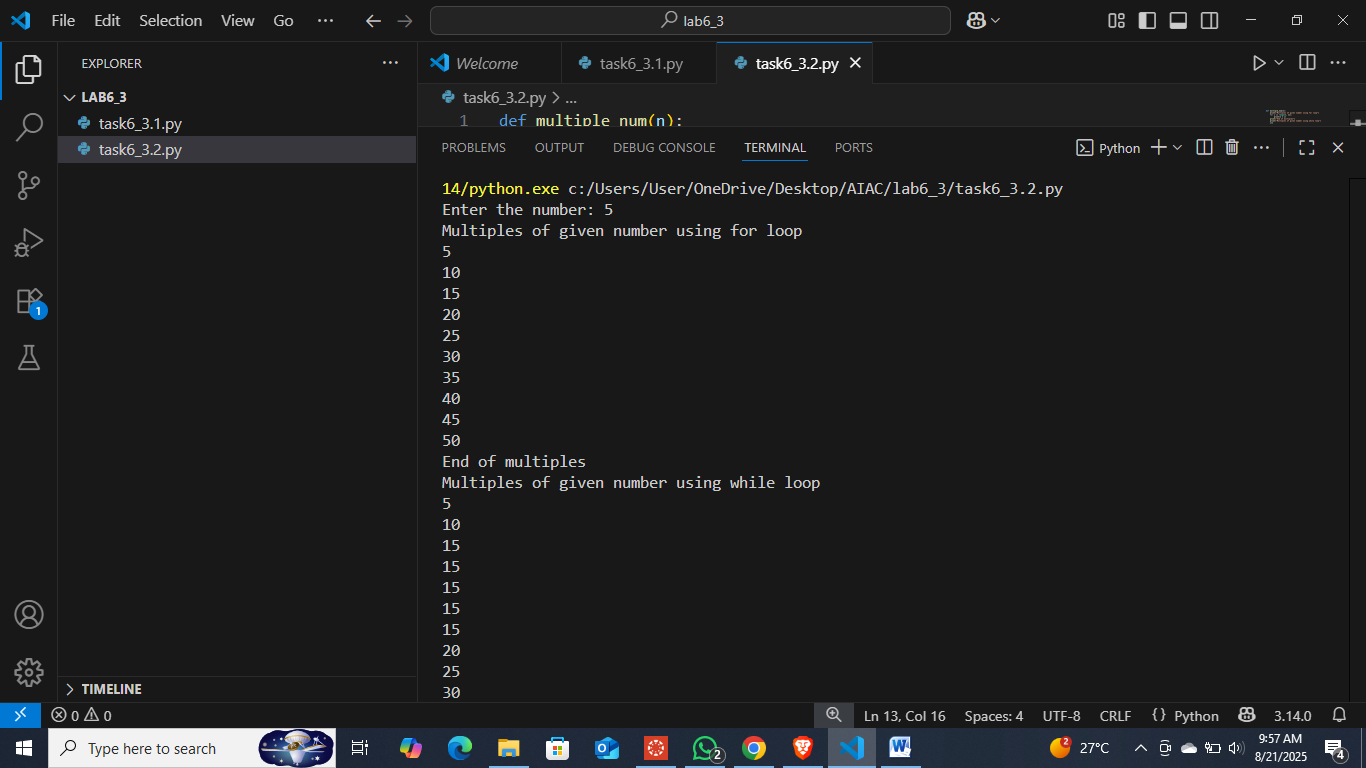 File Edit Selection View Go ··· lab6_3
EXPLORER ···
LAB6_3
task6_3.1.py
task6_3.2.py
TIMELINE
Welcome task6_3.1.py task6_3.2.py
task6_3.2.py > ...
1 def multiple_num(n):
PROBLEMS OUTPUT DEBUG CONSOLE TERMINAL PORTS Python
14/python.exe c:/Users/User/OneDrive/Desktop/AIAC/lab6_3/task6_3.2.py
Enter the number: 5
Multiples of given number using for loop
5
10
15
20
25
30
35
40
45
50
End of multiples
Multiples of given number using while loop
5
10
15
15
15
15
15
20
25
30
1
0 0 Ln 13, Col 16 Spaces: 4 UTF-8 CRLF {} Python 3.14.0
Type here to search 2 2 27°C 9:57 AM
8/21/2025 4